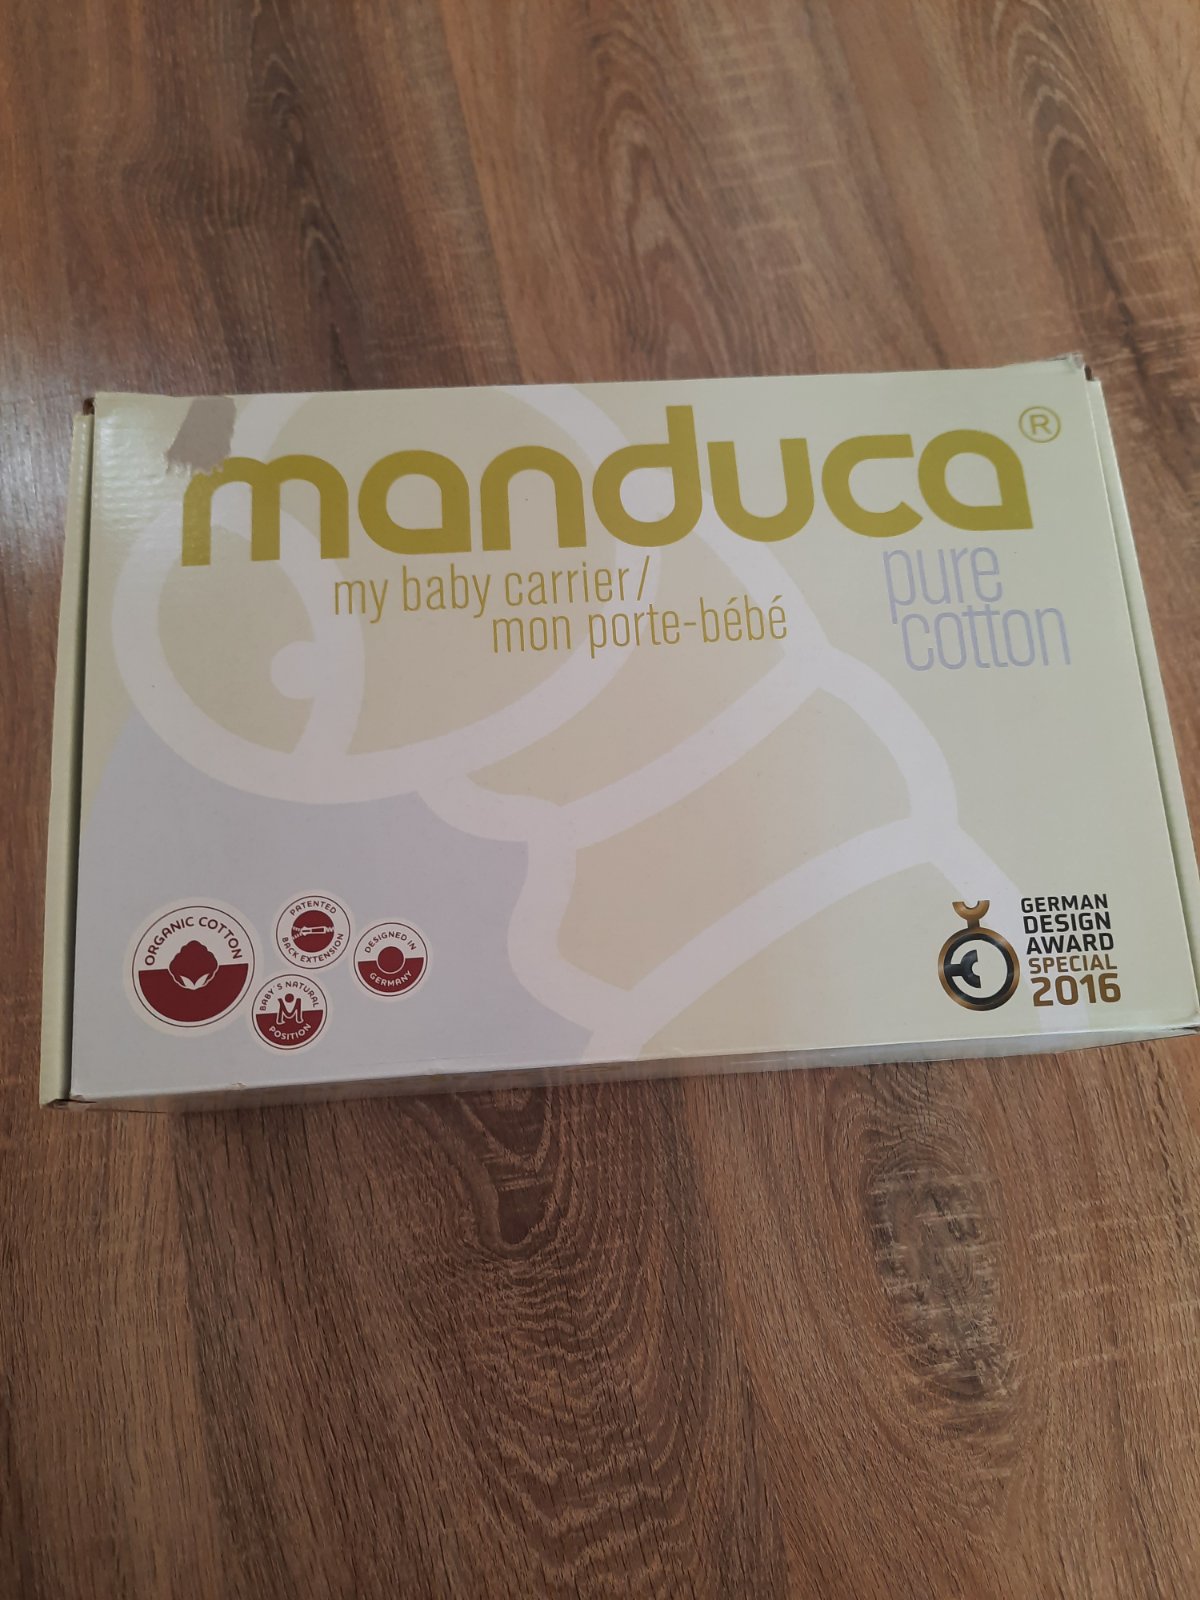 manduca®
my baby carrier/
mon porte-bébé
pure
cotton
ORGANIC COTTON
PATENTED
BACK EXTENSION
DESIGNED IN
GERMANY
BABY'S NATURAL
POSITION
GERMAN
DESIGN
AWARD
SPECIAL
2016